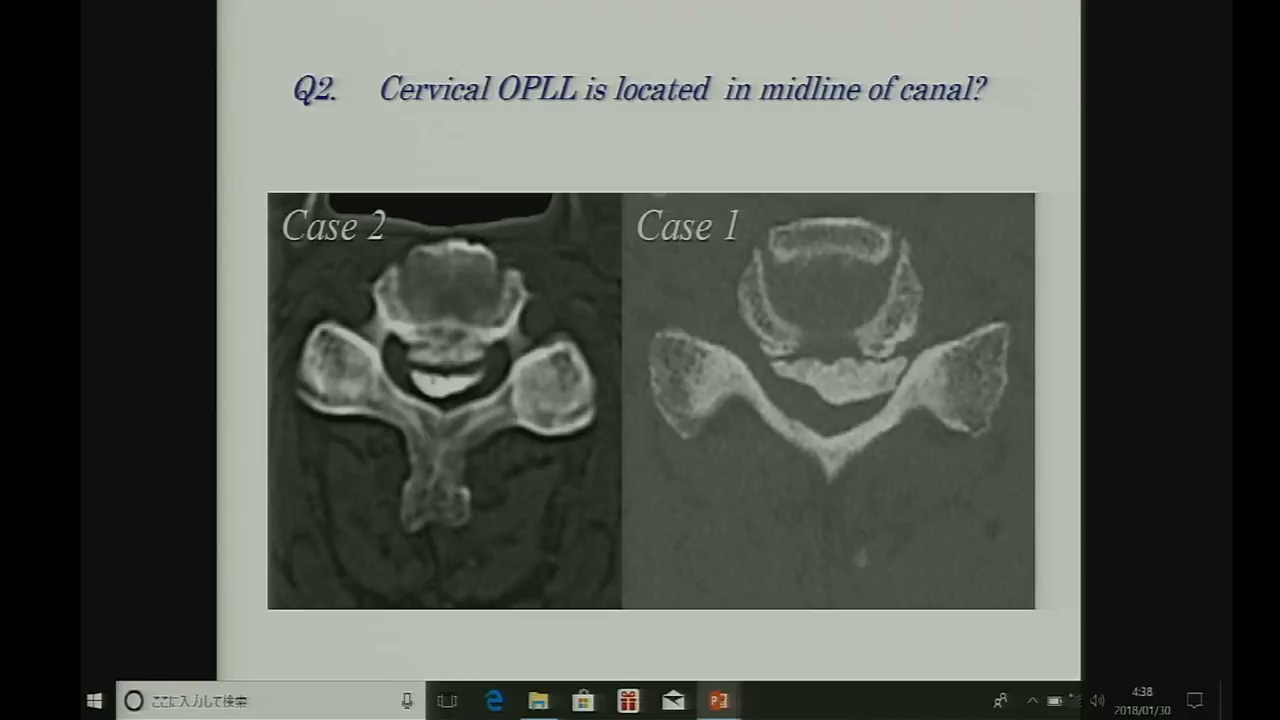 Q2. Cervical OPLL is located in midline of canal?
Case 2
Case 1
ここに入力して検索
4:38
2018/01/30